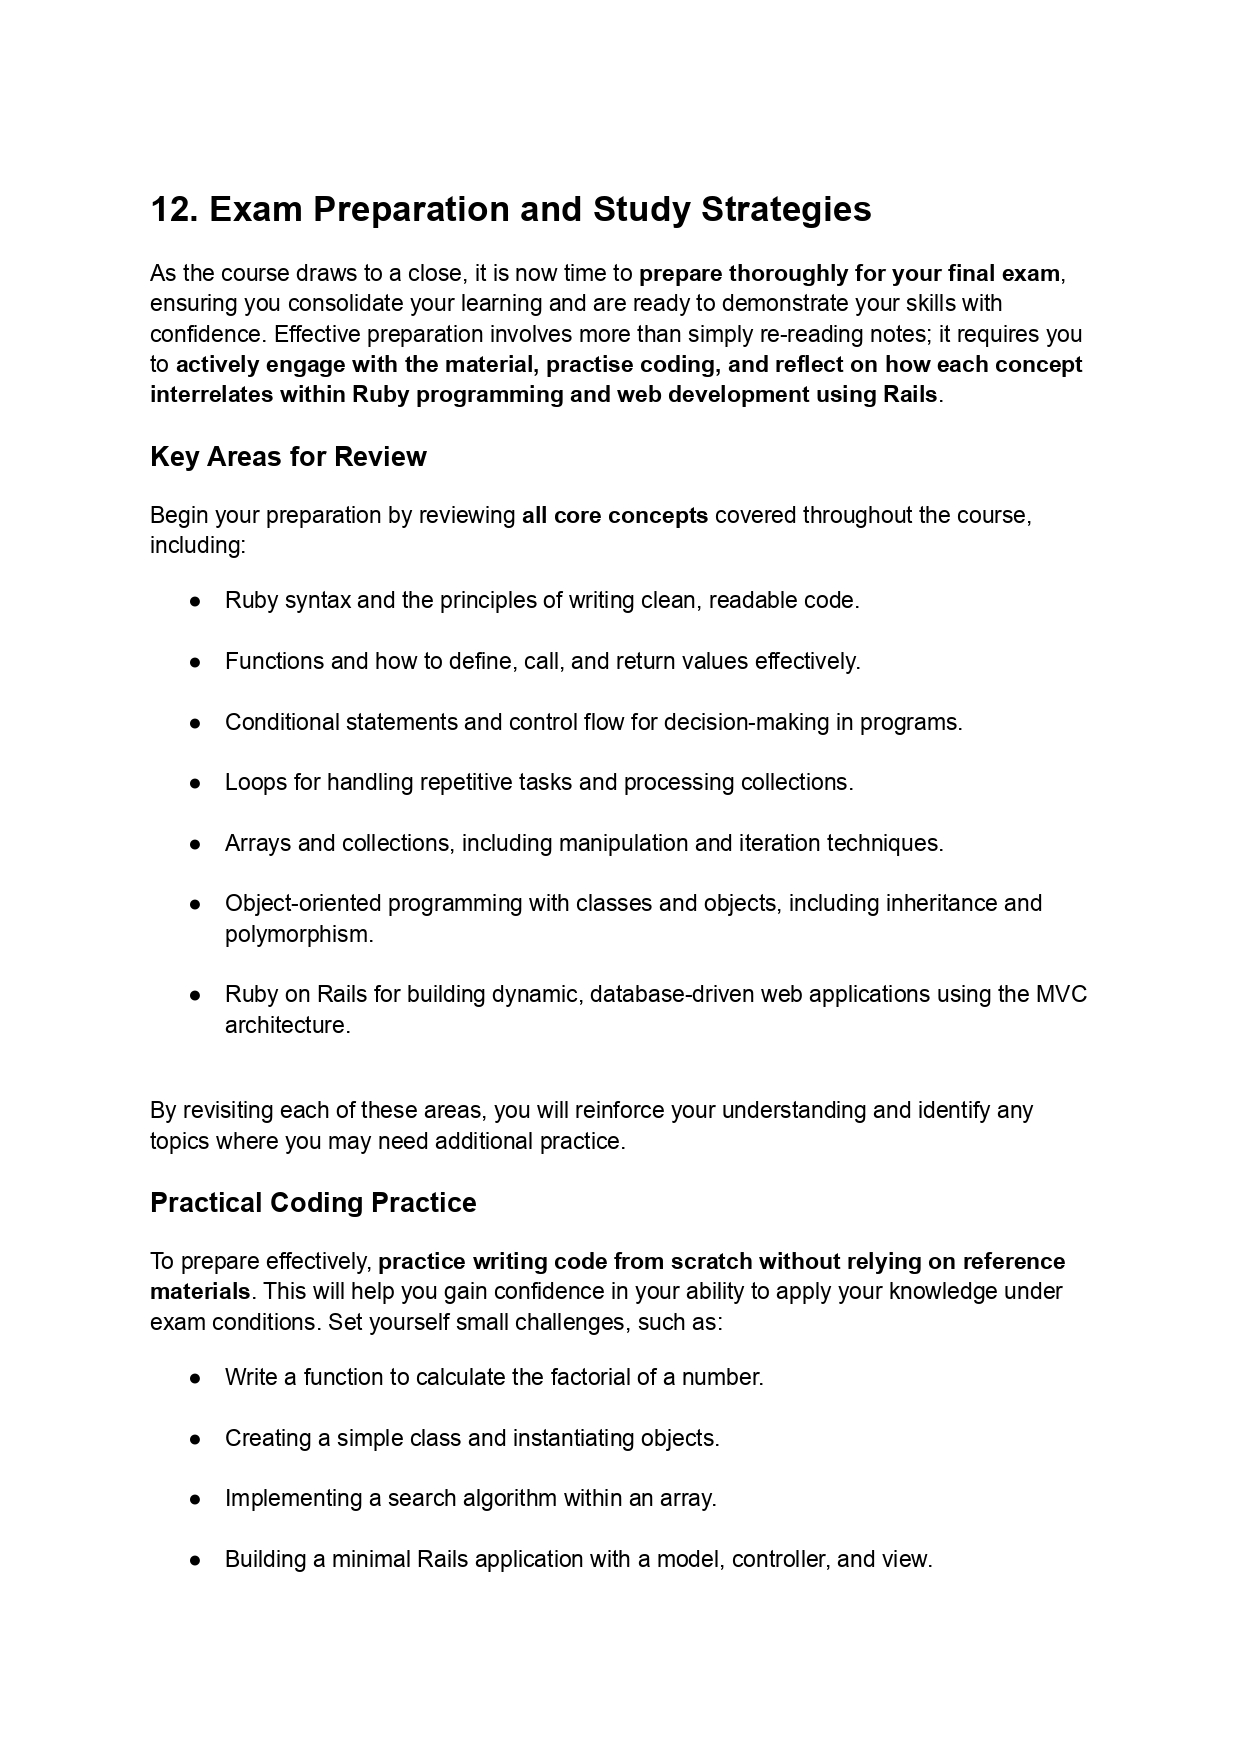 12. Exam Preparation and Study Strategies
As the course draws to a close, it is now time to prepare thoroughly for your final exam,
ensuring you consolidate your learning and are ready to demonstrate your skills with
confidence. Effective preparation involves more than simply re-reading notes; it requires you
to actively engage with the material, practise coding, and reflect on how each concept
interrelates within Ruby programming and web development using Rails.
Key Areas for Review
Begin your preparation by reviewing all core concepts covered throughout the course,
including:
● Ruby syntax and the principles of writing clean, readable code.
● Functions and how to define, call, and return values effectively.
● Conditional statements and control flow for decision-making in programs.
● Loops for handling repetitive tasks and processing collections.
● Arrays and collections, including manipulation and iteration techniques.
● Object-oriented programming with classes and objects, including inheritance and
polymorphism.
● Ruby on Rails for building dynamic, database-driven web applications using the MVC
architecture.
By revisiting each of these areas, you will reinforce your understanding and identify any
topics where you may need additional practice.
Practical Coding Practice
To prepare effectively, practice writing code from scratch without relying on reference
materials. This will help you gain confidence in your ability to apply your knowledge under
exam conditions. Set yourself small challenges, such as:
● Write a function to calculate the factorial of a number.
● Creating a simple class and instantiating objects.
● Implementing a search algorithm within an array.
● Building a minimal Rails application with a model, controller, and view.